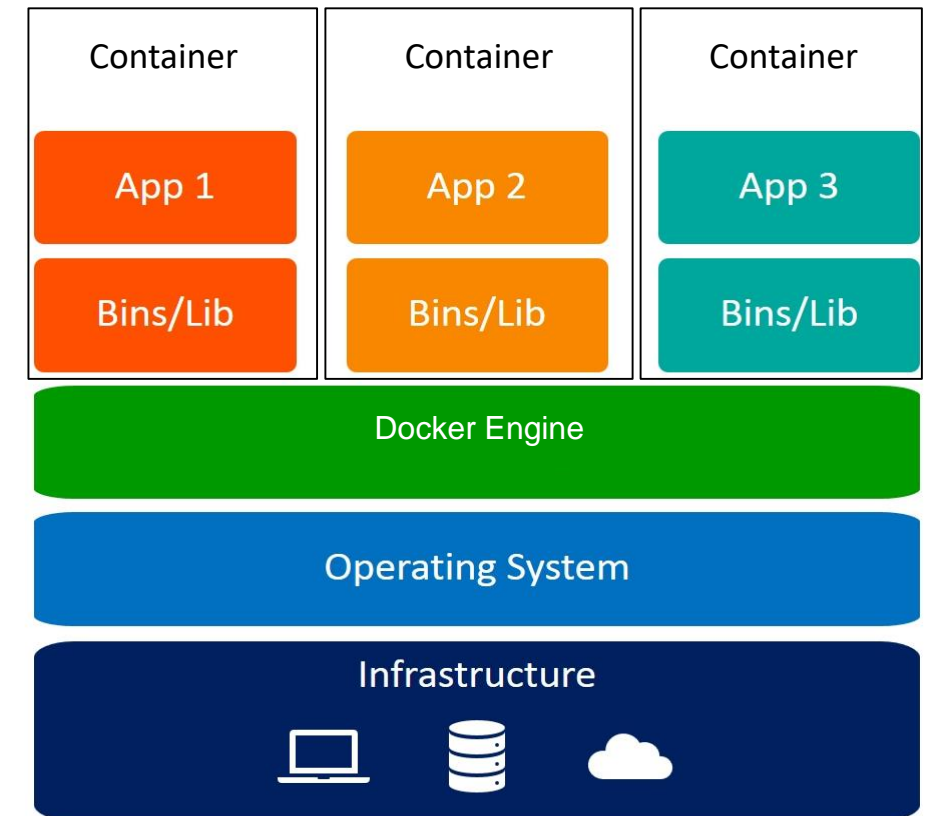 Container
Container
Container
App 1
App 2
App 3
Bins/Lib
Bins/Lib
Bins/Lib
Docker Engine
Operating System
Infrastructure